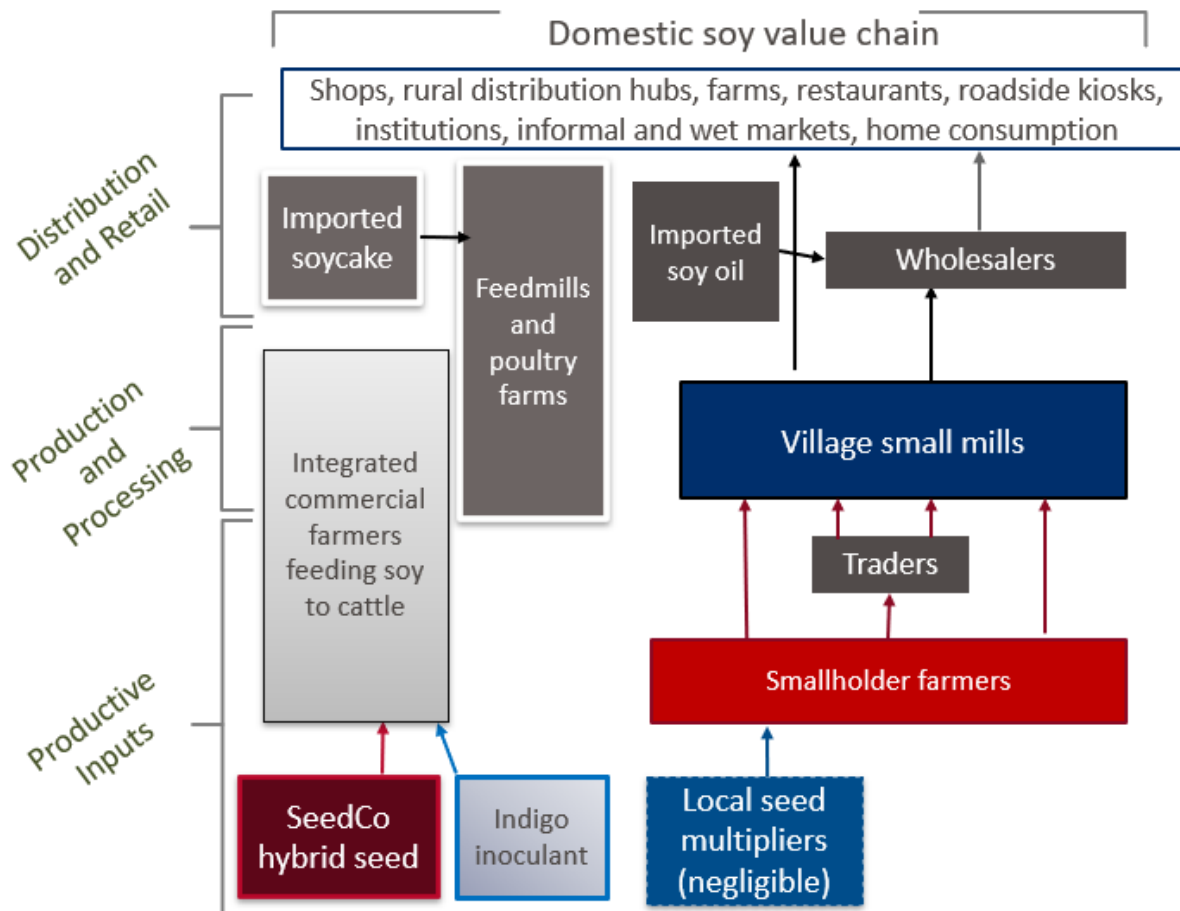 Domestic soy value chain
Shops, rural distribution hubs, farms, restaurants, roadside kiosks,
institutions, informal and wet markets, home consumption
Distribution
and Retail
Imported
soycake
Feedmills
and
poultry
farms
Imported
soy oil
Wholesalers
Production
and
Processing
Integrated
commercial
farmers
feeding soy
to cattle
Village small mills
Traders
Smallholder farmers
Productive
Inputs
SeedCo
hybrid seed
Indigo
inoculant
Local seed
multipliers
(negligible)